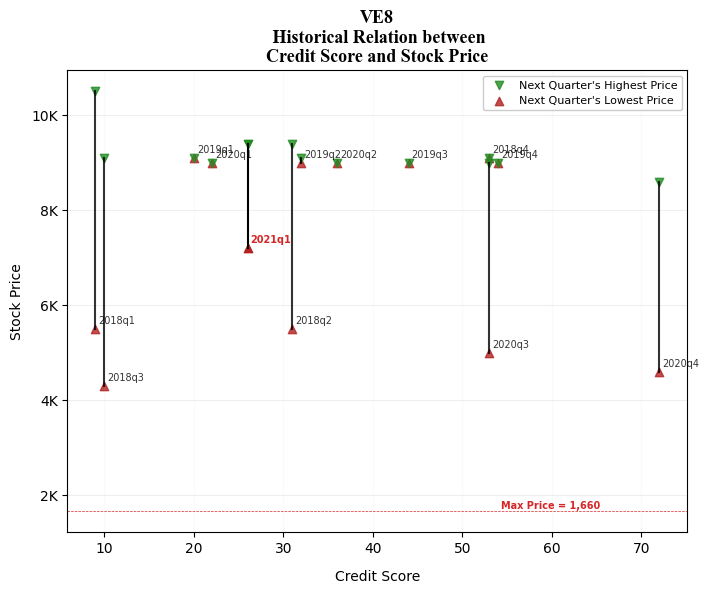 VE8
Historical Relation between
Credit Score and Stock Price
Next Quarter's Highest Price
Next Quarter's Lowest Price
10K
8K
6K
4K
2K
Stock Price
2019q1
2020q1
2019q2
2020q2
2019q3
2018q4
2019q4
2021q1
2018q1
2018q2
2018q3
2020q3
2020q4
Max Price = 1,660
10
20
30
40
50
60
70
Credit Score